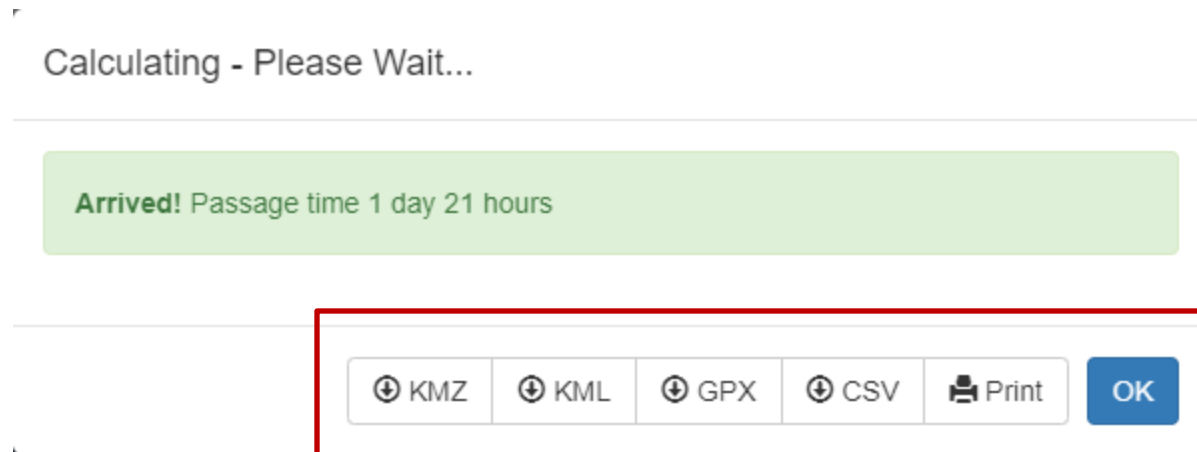 Calculating - Please Wait...
Arrived! Passage time 1 day 21 hours
KMZ KML GPX CSV Print OK